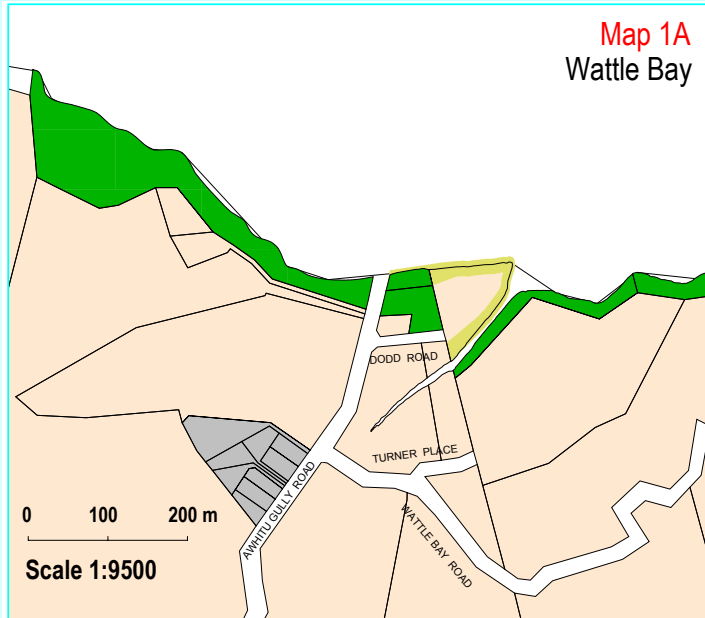 Map 1A
Wattle Bay
DODD ROAD
TURNER PLACE
AWHITU GULLY ROAD
WATTLE BAY ROAD
0 100 200 m
Scale 1:9500